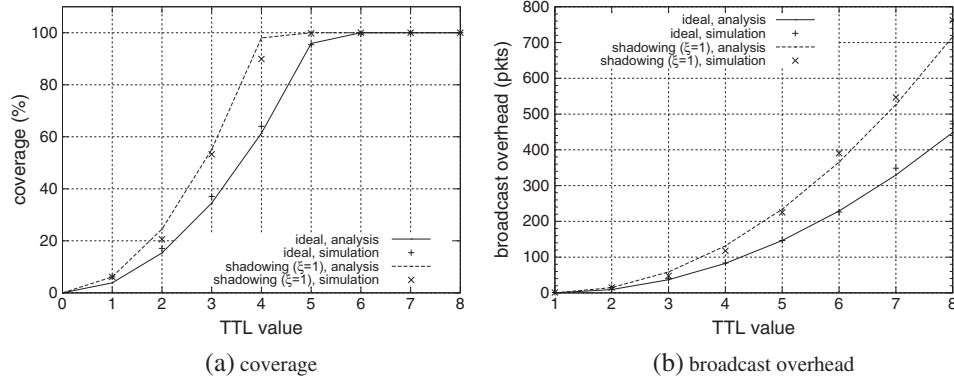 100
80
60
40
20
0
coverage (%)
0 1 2 3 4 5 6 7 8
TTL value
ideal, analysis
ideal, simulation
shadowing (ξ=1), analysis
shadowing (ξ=1), simulation
(a) coverage
800
700
600
500
400
300
200
100
0
broadcast overhead (pkts)
1 2 3 4 5 6 7 8
TTL value
ideal, analysis
ideal, simulation
shadowing (ξ=1), analysis
shadowing (ξ=1), simulation
(b) broadcast overhead